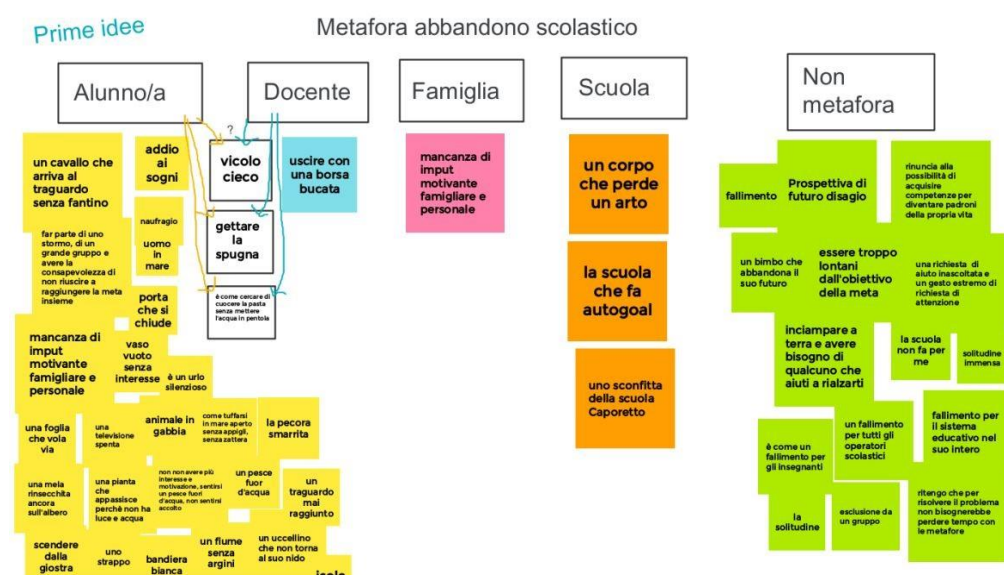 Prime idee
Metafora abbandono scolastico
Alunno/a
Docente
Famiglia
Scuola
Non
metafora
un cavallo che
arriva al
traguardo
senza fantino
addio
ai
sogni
naufragio
uomo
in
mare
far parte di uno
stormo, di un
grande gruppo e
avere la
consapevolezza di
non riuscire a
raggiungere la meta
insieme
porta
che si
chiude
mancanza di
imput
motivante
famigliare e
personale
vaso
vuoto
senza
interesse
è un urlo
silenzioso
una foglia
che vola
via
una
televisione
spenta
animale in
gabbia
come tuffarsi
in mare aperto
senza appigli,
senza zattera
la pecora
smarrita
una mela
rinsecchita
ancora
sull'albero
una pianta
che
appassisce
perchè non ha
luce e acqua
non non avere più
interesse e
motivazione, sentirsi
un pesce fuori
d'acqua, non sentirsi
accolto
un pesce
fuor
d'acqua
un
traguardo
mai
raggiunto
scendere
dalla
giostra
uno
strappo
bandiera
bianca
un fiume
senza
argini
un uccellino
che non torna
al suo nido
?
vicolo
cieco
gettare
la
spugna
è come cercare di
cuocere la pasta
senza mettere
l'acqua in pentola
uscire con
una borsa
bucata
mancanza di
imput
motivante
famigliare e
personale
un corpo
che perde
un arto
la scuola
che fa
autogoal
uno sconfitta
della scuola
Caporetto
fallimento
Prospettiva di
futuro disagio
rinuncia alla
possibilità di
acquisire
competenze per
diventare padroni
della propria vita
un bimbo che
abbandona il
suo futuro
essere troppo
lontani
dall'obiettivo
della meta
una richiesta di
aiuto inascoltata e
un gesto estremo di
richiesta di
attenzione
inciampare a
terra e avere
bisogno di
qualcuno che
aiuti a rialzarti
la scuola
non fa per
me
solitudine
immensa
è come un
fallimento per
gli insegnanti
un fallimento
per tutti gli
operatori
scolastici
fallimento per
il sistema
educativo nel
suo intero
la
solitudine
esclusione da
un gruppo
ritengo che per
risolvere il problema
non bisognerebbe
perdere tempo con
le metafore